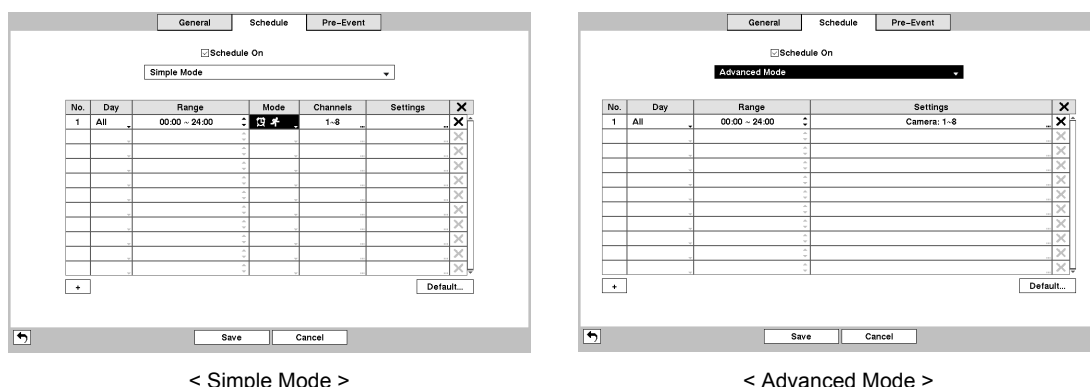 General Schedule Pre-Event
Schedule On
Simple Mode
No. Day Range Mode Channels Settings X
1 All 00:00 ~ 24:00 1~8
+ Default...
Save Cancel
< Simple Mode >
General Schedule Pre-Event
Schedule On
Advanced Mode
No. Day Range Settings X
1 All 00:00 ~ 24:00 Camera: 1~8
+ Default...
Save Cancel
< Advanced Mode >